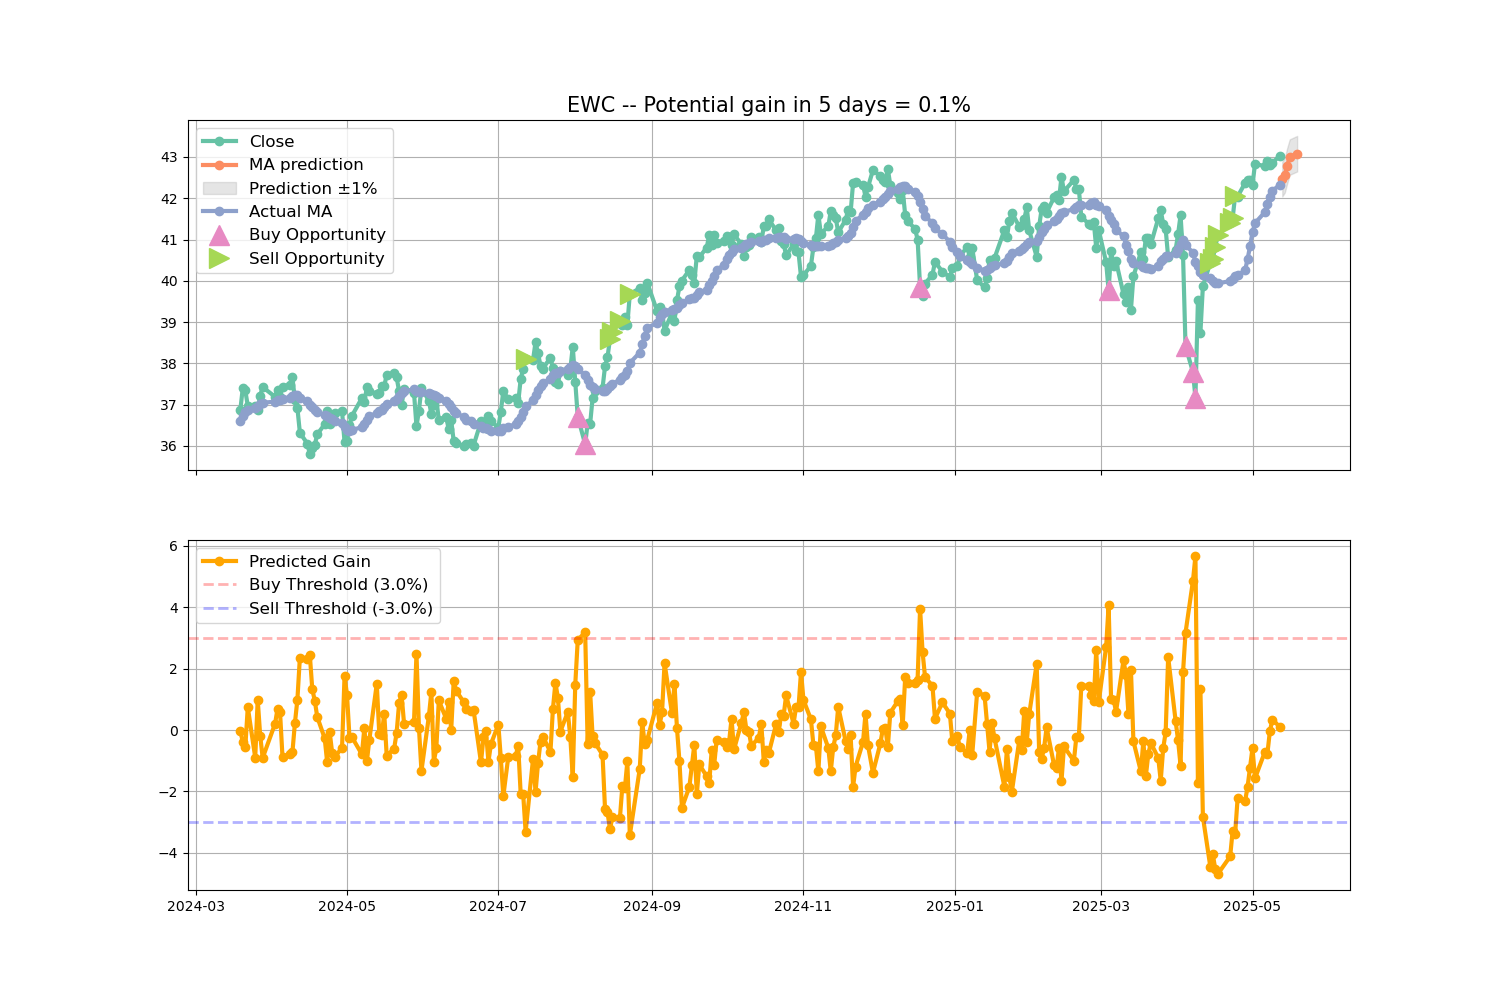 EWC -- Potential gain in 5 days = 0.1%
Close
MA prediction
Prediction ±1%
Actual MA
Buy Opportunity
Sell Opportunity
43
42
41
40
39
38
37
36
Predicted Gain
Buy Threshold (3.0%)
Sell Threshold (-3.0%)
6
4
2
0
−2
−4
2024-03
2024-05
2024-07
2024-09
2024-11
2025-01
2025-03
2025-05